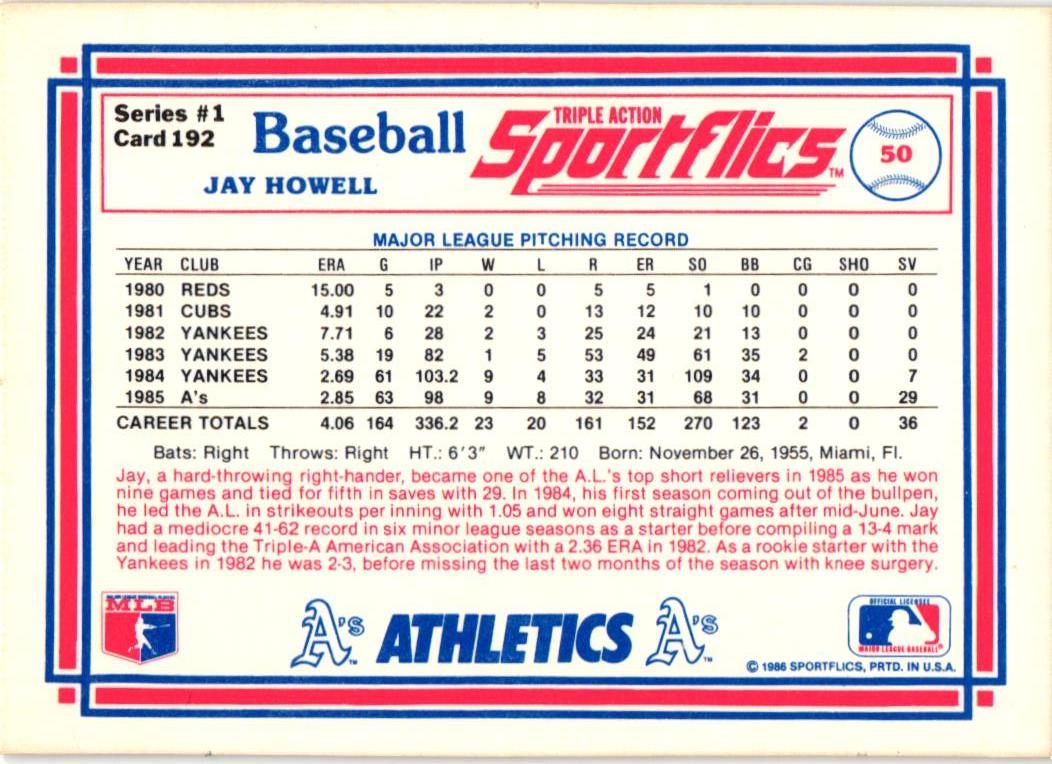 Series #1
Card 192
Baseball
TRIPLE ACTION
Sportflics™
50
JAY HOWELL
MAJOR LEAGUE PITCHING RECORD
YEAR CLUB ERA G IP W L R ER SO BB CG SHO SV
1980 REDS 15.00 5 3 0 0 5 5 1 0 0 0 0
1981 CUBS 4.91 10 22 2 0 13 12 10 10 0 0 0
1982 YANKEES 7.71 6 28 2 3 25 24 21 13 0 0 0
1983 YANKEES 5.38 19 82 1 5 53 49 61 35 2 0 0
1984 YANKEES 2.69 61 103.2 9 4 33 31 109 34 0 0 7
1985 A's 2.85 63 98 9 8 32 31 68 31 0 0 29
CAREER TOTALS 4.06 164 336.2 23 20 161 152 270 123 2 0 36
Bats: Right Throws: Right HT.: 6'3" WT.: 210 Born: November 26, 1955, Miami, Fl.
Jay, a hard-throwing right-hander, became one of the A.L.'s top short relievers in 1985 as he won
nine games and tied for fifth in saves with 29. In 1984, his first season coming out of the bullpen,
he led the A.L. in strikeouts per inning with 1.05 and won eight straight games after mid-June. Jay
had a mediocre 41-62 record in six minor league seasons as a starter before compiling a 13-4 mark
and leading the Triple-A American Association with a 2.36 ERA in 1982. As a rookie starter with the
Yankees in 1982 he was 2-3, before missing the last two months of the season with knee surgery.
MAJOR LEAGUE BASEBALL PLAYERS
MLB
A's™ ATHLETICS A's™
OFFICIAL LICENSEE
MAJOR LEAGUE BASEBALL®
© 1986 SPORTFLICS, PRTD. IN U.S.A.